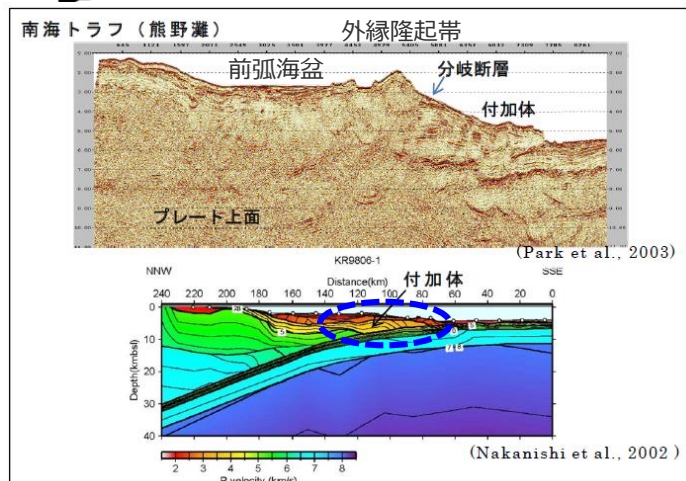 南海トラフ（熊野灘）
外縁隆起帯
前弧海盆
分岐断層
付加体
プレート上面
(Park et al., 2003)
KR9806-1
NNW
Distance(km)
付加体
SSE
240 220 200 180 160 140 120 100 80 60 40 20 0
Depth(kmbsl)
0
10
20
30
40
(Nakanishi et al., 2002 )
2 3 4 5 6 7 8
P velocity (km/s)